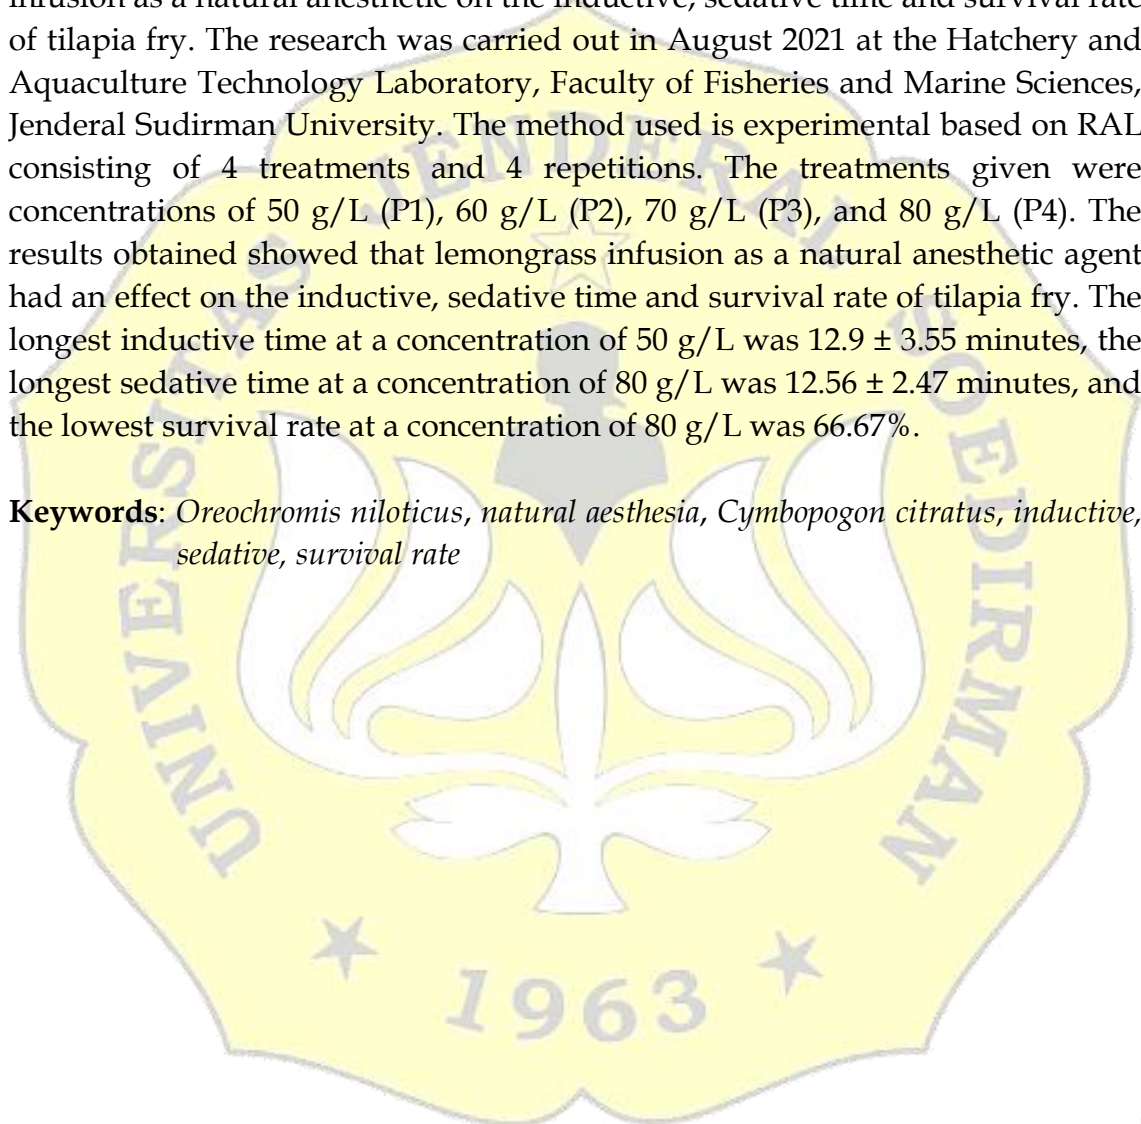 infusion as a natural anesthetic on the inductive, sedative time and survival rate
of tilapia fry. The research was carried out in August 2021 at the Hatchery and
Aquaculture Technology Laboratory, Faculty of Fisheries and Marine Sciences,
Jenderal Sudirman University. The method used is experimental based on RAL
consisting of 4 treatments and 4 repetitions. The treatments given were
concentrations of 50 g/L (P1), 60 g/L (P2), 70 g/L (P3), and 80 g/L (P4). The
results obtained showed that lemongrass infusion as a natural anesthetic agent
had an effect on the inductive, sedative time and survival rate of tilapia fry. The
longest inductive time at a concentration of 50 g/L was 12.9 ± 3.55 minutes, the
longest sedative time at a concentration of 80 g/L was 12.56 ± 2.47 minutes, and
the lowest survival rate at a concentration of 80 g/L was 66.67%.
Keywords: Oreochromis niloticus, natural aesthesia, Cymbopogon citratus, inductive,
sedative, survival rate
UNIVERSITAS JENDERAL SOEDIRMAN
1963